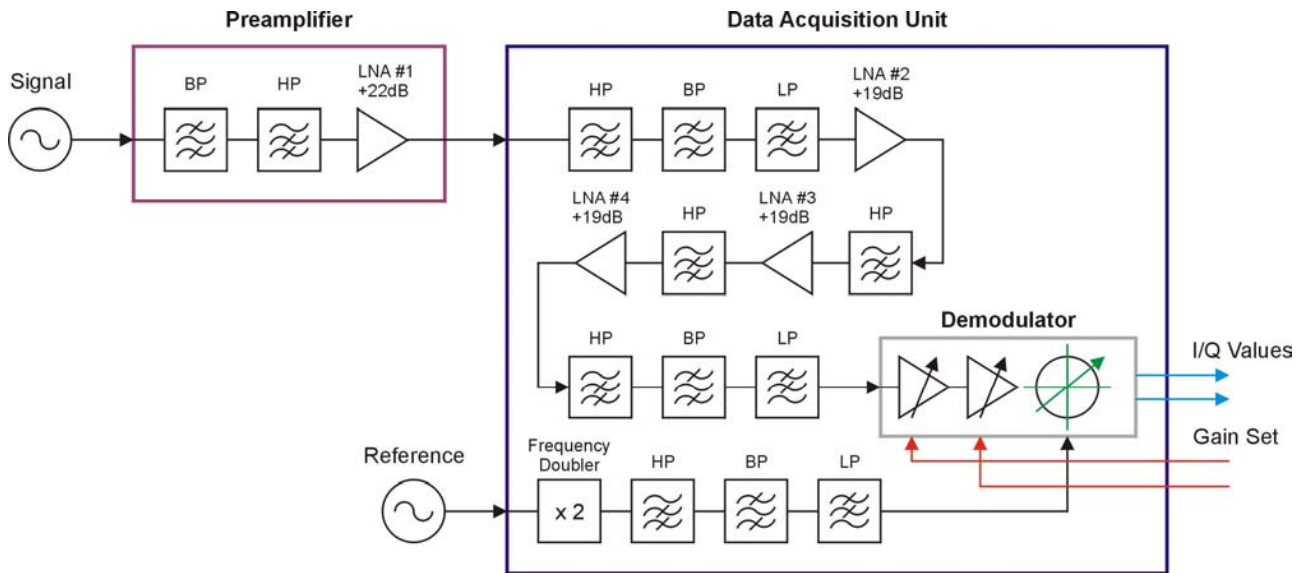 Preamplifier
Data Acquisition Unit
Signal
BP
HP
LNA #1
+22dB
HP
BP
LP
LNA #2
+19dB
LNA #4
+19dB
HP
LNA #3
+19dB
HP
HP
BP
LP
Demodulator
I/Q Values
Gain Set
Reference
Frequency
Doubler
x 2
HP
BP
LP